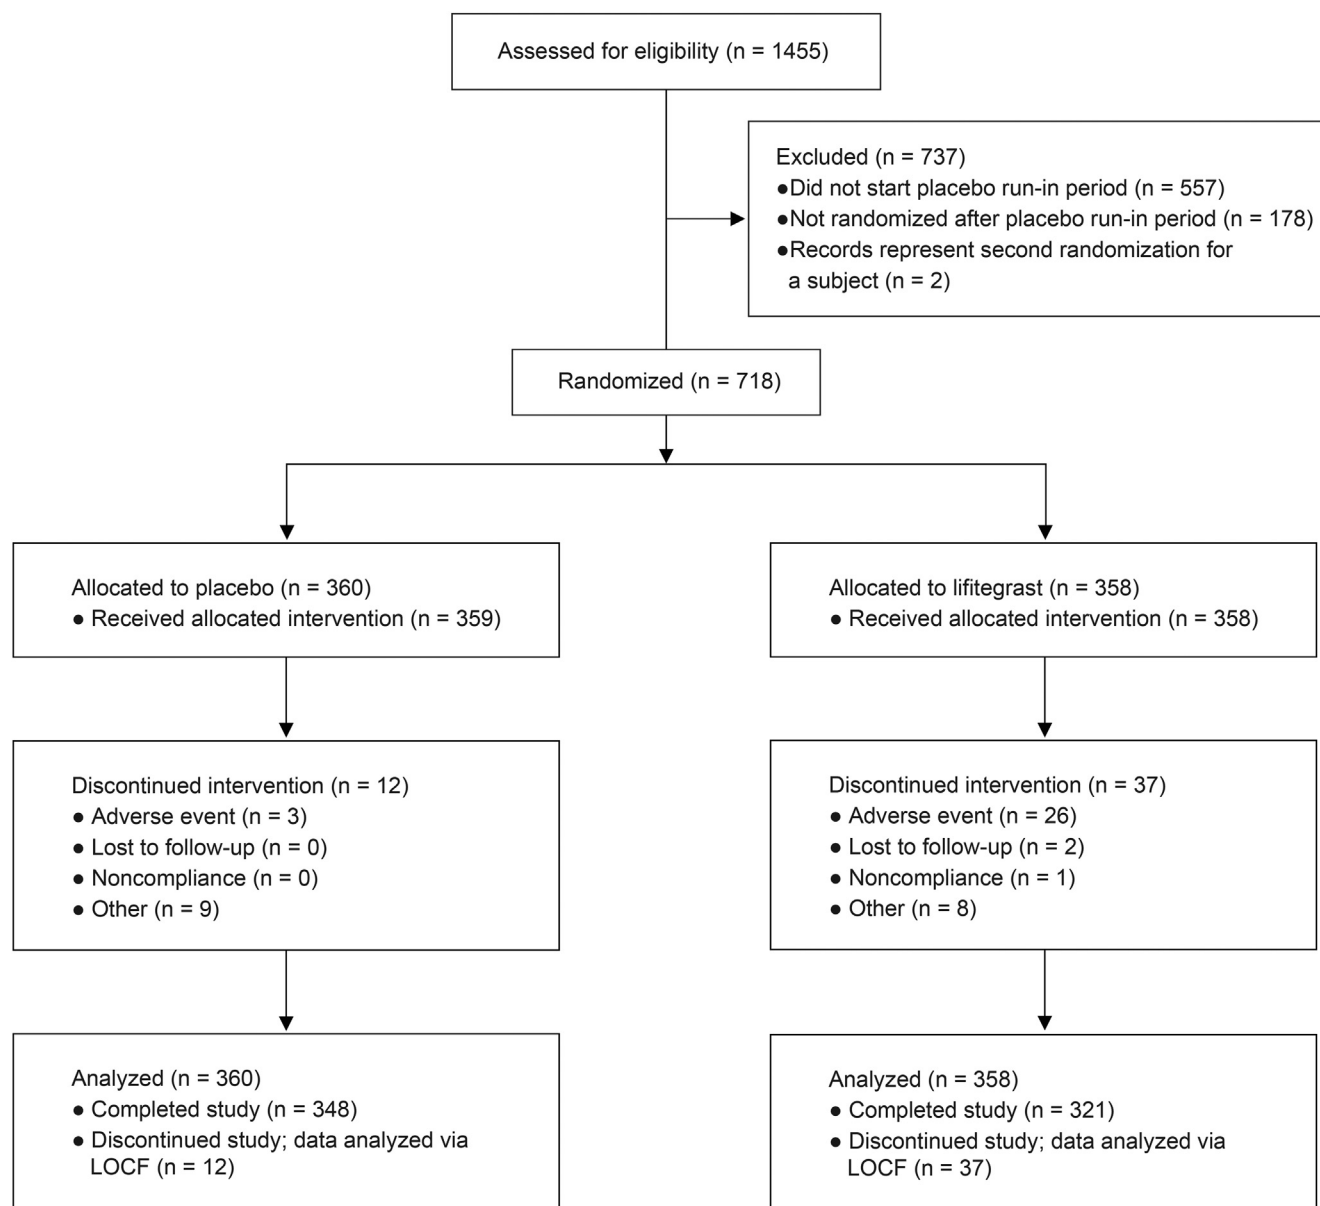 Assessed for eligibility (n = 1455)
Excluded (n = 737)
●Did not start placebo run-in period (n = 557)
●Not randomized after placebo run-in period (n = 178)
●Records represent second randomization for
a subject (n = 2)
Randomized (n = 718)
Allocated to placebo (n = 360)
● Received allocated intervention (n = 359)
Allocated to lifitegrast (n = 358)
● Received allocated intervention (n = 358)
Discontinued intervention (n = 12)
● Adverse event (n = 3)
● Lost to follow-up (n = 0)
● Noncompliance (n = 0)
● Other (n = 9)
Discontinued intervention (n = 37)
● Adverse event (n = 26)
● Lost to follow-up (n = 2)
● Noncompliance (n = 1)
● Other (n = 8)
Analyzed (n = 360)
● Completed study (n = 348)
● Discontinued study; data analyzed via
LOCF (n = 12)
Analyzed (n = 358)
● Completed study (n = 321)
● Discontinued study; data analyzed via
LOCF (n = 37)